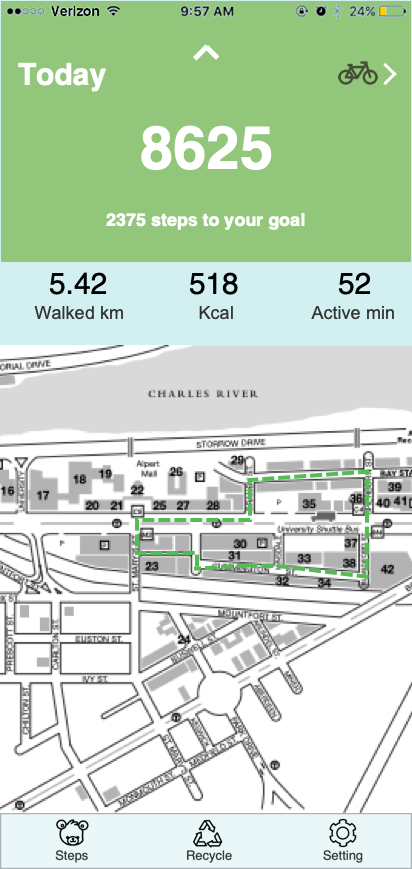 Verizon 9:57 AM 24%
Today
8625
2375 steps to your goal
5.42 518 52
Walked km Kcal Active min
ORIAL DRIVE
CHARLES RIVER
STORROW DRIVE
Alpert
Mall
29
26
16 17 18 19
22
20 21 25 27 28
P 35 36
BAY STA
39
40 41
University Shuttle Bus
P
30
31
23
33
37
38
42
32 34
ST. MARY'S
MOUNTFORT ST.
24
EUSTON ST.
IVY ST.
PRESCOTT ST.
CARLTON ST.
CHILTON ST.
MONMOUTH ST.
Steps Recycle Setting